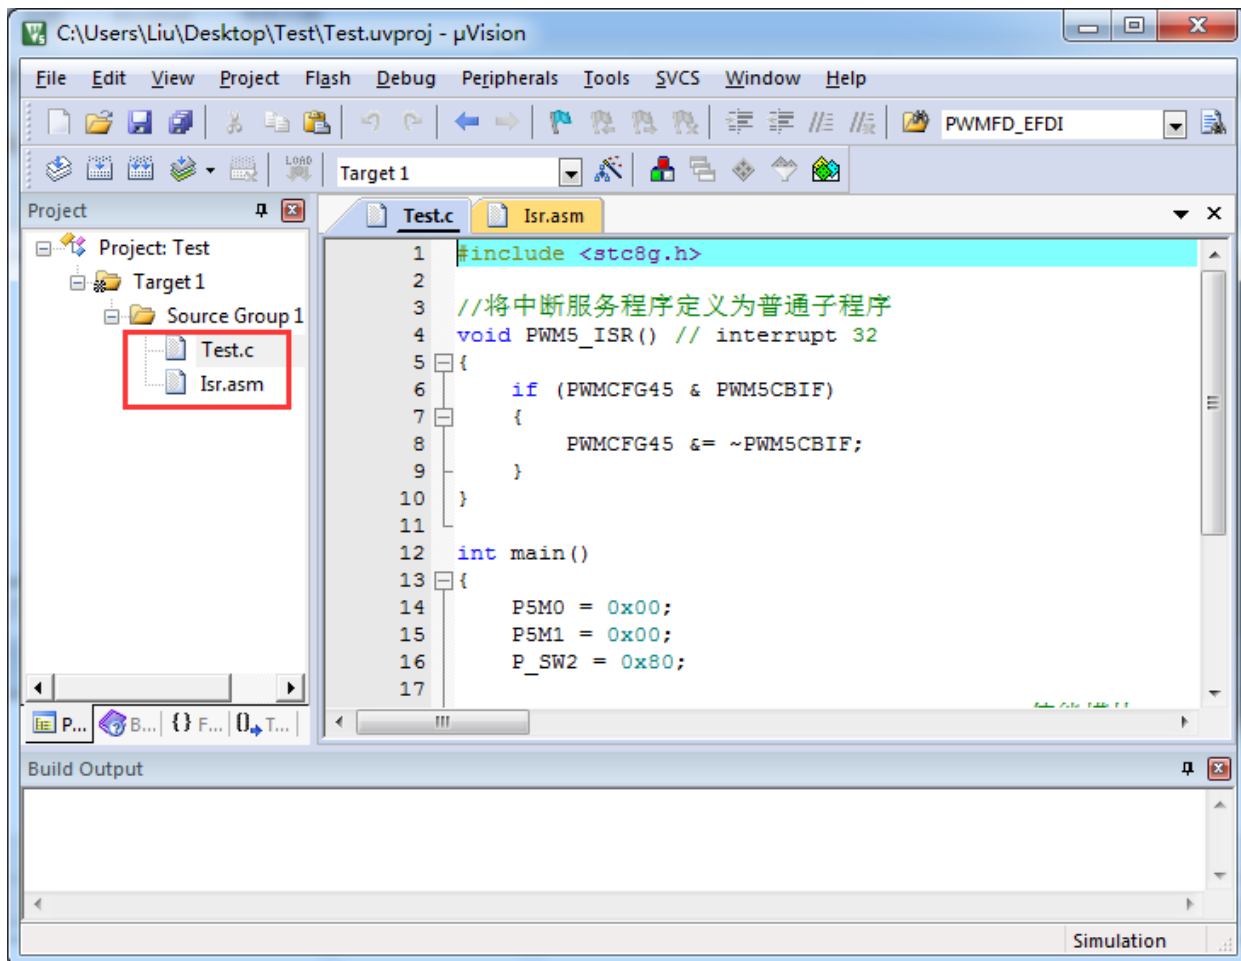 C:\Users\Liu\Desktop\Test\Test.uvproj - µVision
File Edit View Project Flash Debug Peripherals Tools SVCS Window Help
PWMFD_EFDI
LOAD
Target 1
Project
Test.c Isr.asm
Project: Test
Target 1
Source Group 1
Test.c
Isr.asm
1 #include <stc8g.h>
2
3 //将中断服务程序定义为普通子程序
4 void PWM5_ISR() // interrupt 32
5 {
6 if (PWMCFG45 & PWM5CBIF)
7 {
8 PWMCFG45 &= ~PWM5CBIF;
9 }
10 }
11
12 int main()
13 {
14 P5M0 = 0x00;
15 P5M1 = 0x00;
16 P_SW2 = 0x80;
17
P... B... {} F... 0 T...
Build Output
Simulation